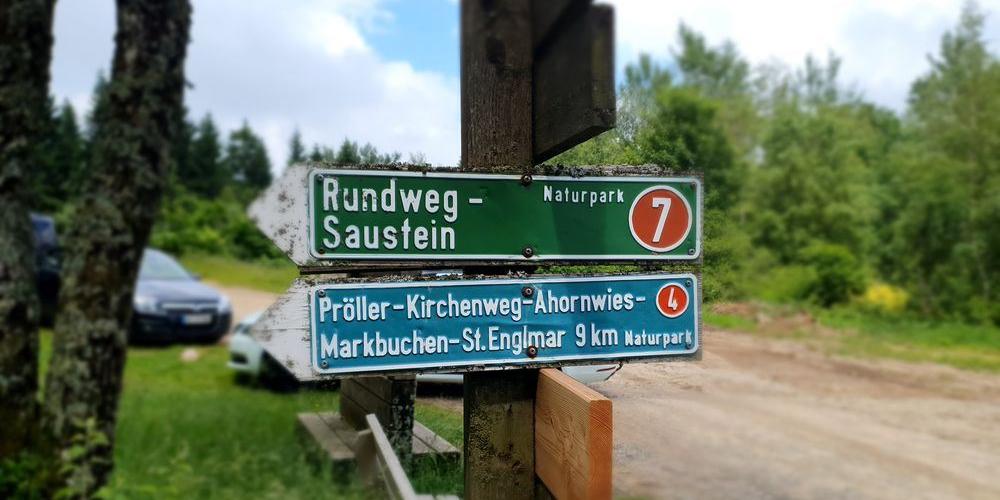 Rundweg - Naturpark 7
Saustein
Pröller-Kirchenweg-Ahornwies- 4
Markbuchen-St. Englmar 9 km Naturpark